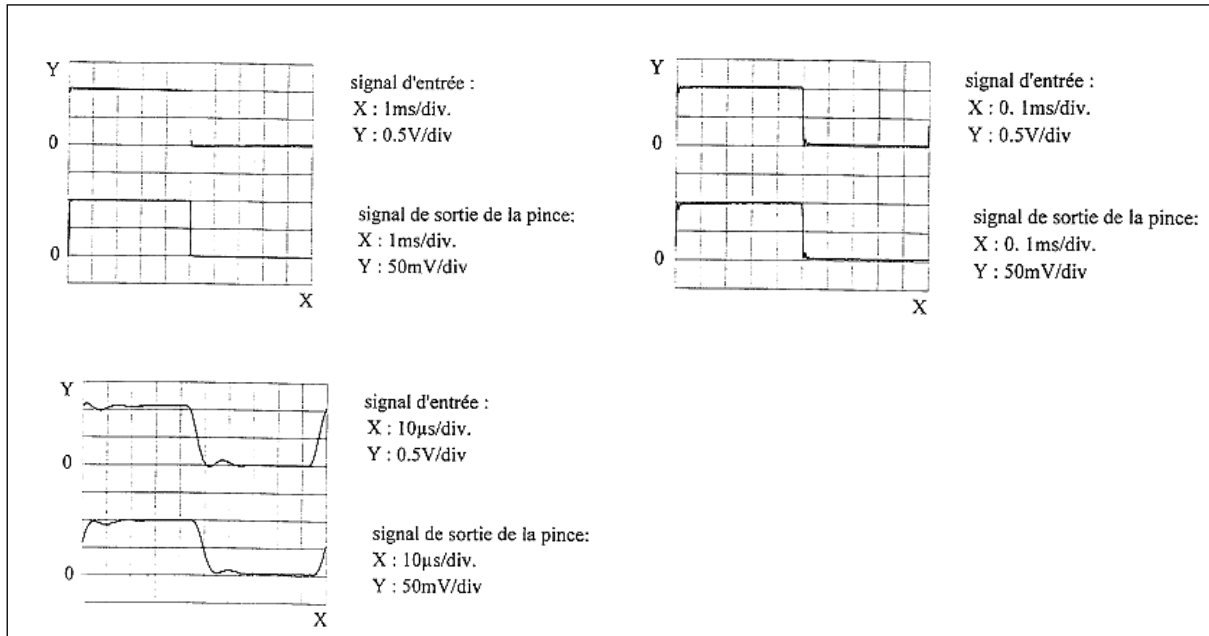 Y
0
X
signal d'entrée :
X : 1ms/div.
Y : 0.5V/div
signal de sortie de la pince:
X : 1ms/div.
Y : 50mV/div
Y
0
0
X
signal d'entrée :
X : 0. 1ms/div.
Y : 0.5V/div
signal de sortie de la pince:
X : 0. 1ms/div.
Y : 50mV/div
Y
0
0
X
signal d'entrée :
X : 10µs/div.
Y : 0.5V/div
signal de sortie de la pince:
X : 10µs/div.
Y : 50mV/div